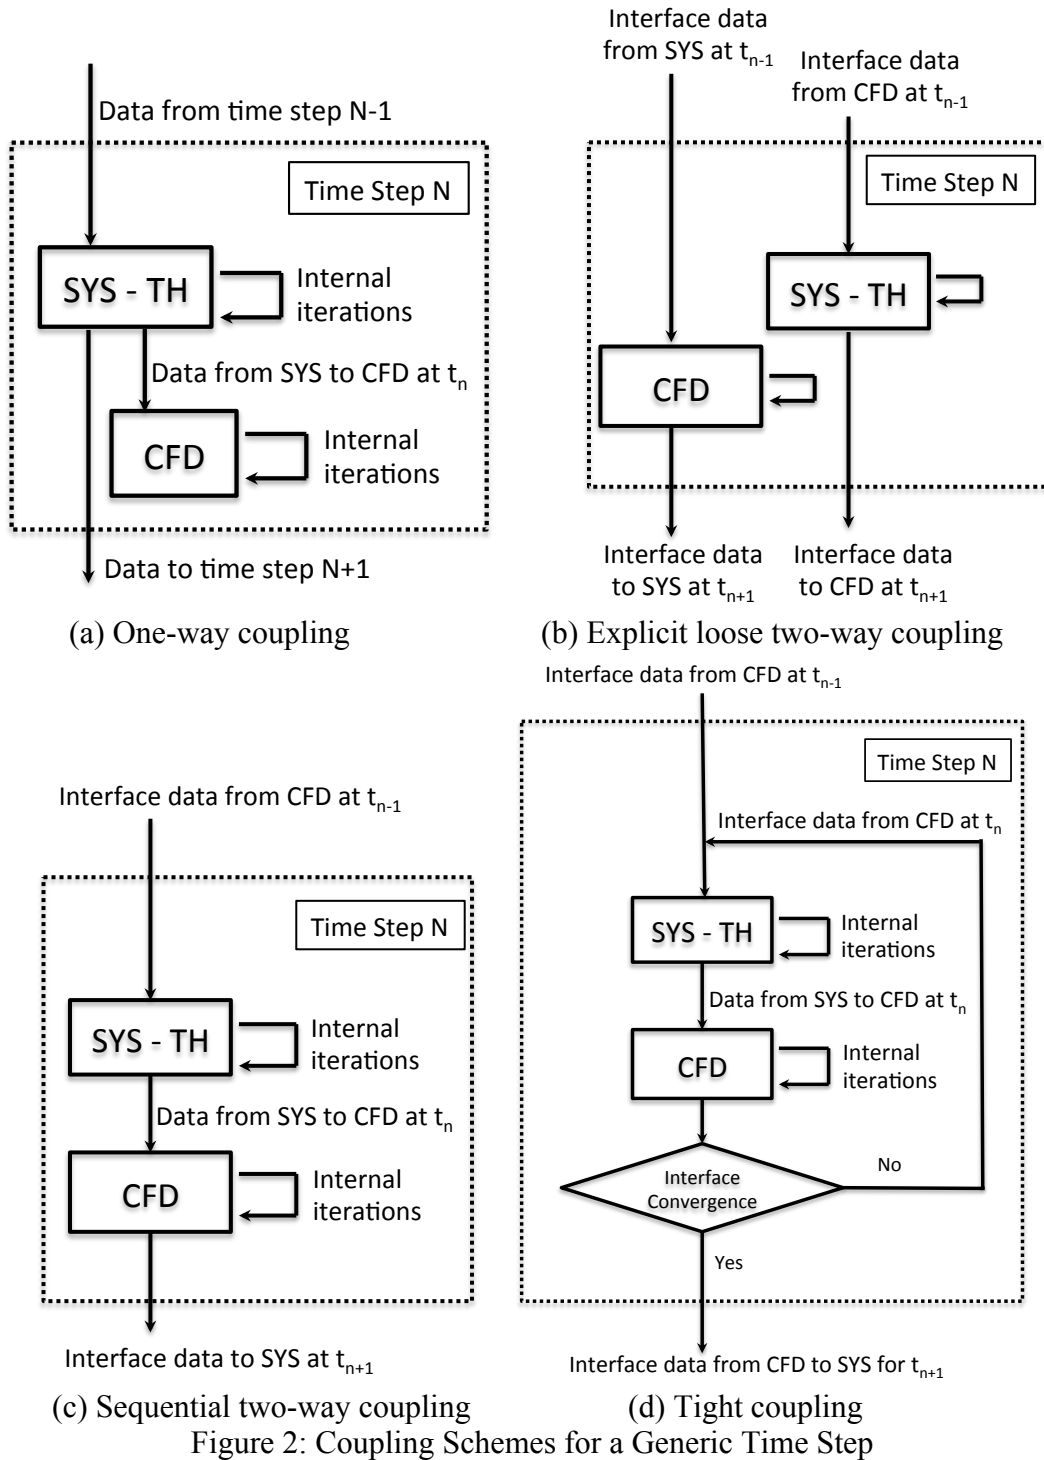 Data from time step N-1
Time Step N
SYS - TH
Internal
iterations
Data from SYS to CFD at tn
CFD
Internal
iterations
Data to time step N+1
(a) One-way coupling
Interface data
from SYS at tn-1
Interface data
from CFD at tn-1
Time Step N
SYS - TH
CFD
Interface data
to SYS at tn+1
Interface data
to CFD at tn+1
(b) Explicit loose two-way coupling
Interface data from CFD at tn-1
Time Step N
SYS - TH
Internal
iterations
Data from SYS to CFD at tn
CFD
Internal
iterations
Interface data to SYS at tn+1
(c) Sequential two-way coupling
Interface data from CFD at tn-1
Time Step N
Interface data from CFD at tn
SYS - TH
Internal
iterations
Data from SYS to CFD at tn
CFD
Internal
iterations
Interface
Convergence
No
Yes
Interface data from CFD to SYS for tn+1
(d) Tight coupling
Figure 2: Coupling Schemes for a Generic Time Step